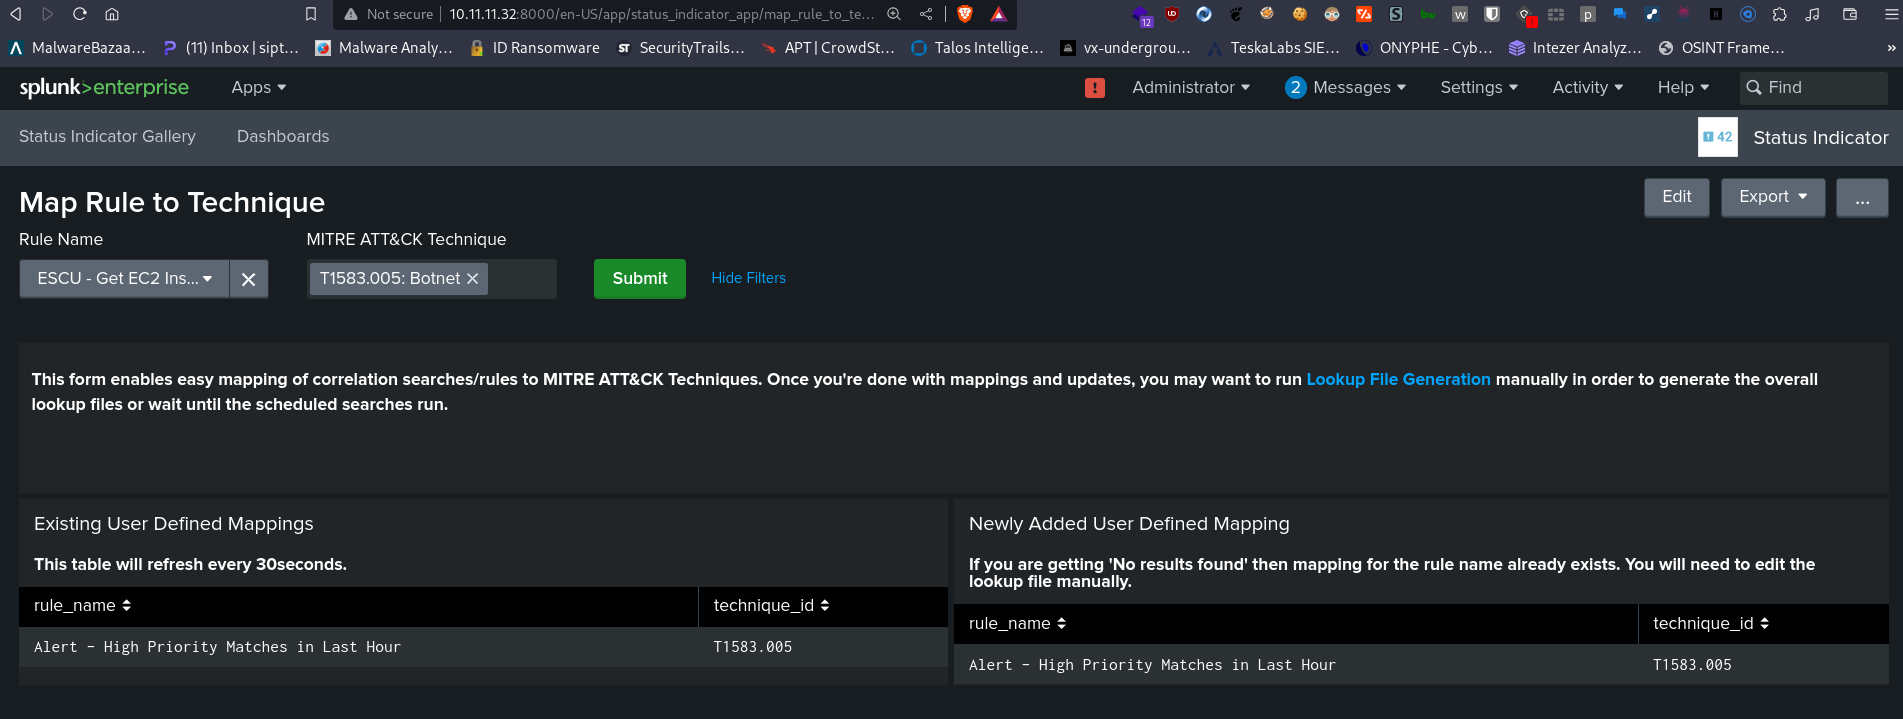 Not secure 10.11.11.32:8000/en-US/app/status_indicator_app/map_rule_to_te...
12
MalwareBazaa... (11) Inbox | sipt... Malware Analy... ID Ransomware SecurityTrails... APT | CrowdSt... Talos Intellige... vx-undergrou... TeskaLabs SIE... ONYPHE - Cyb... Intezer Analyz... OSINT Frame... »
splunk>enterprise Apps ! Administrator 2 Messages Settings Activity Help Find
Status Indicator Gallery Dashboards 42 Status Indicator
Map Rule to Technique Edit Export ...
Rule Name MITRE ATT&CK Technique
ESCU - Get EC2 Ins... T1583.005: Botnet Submit Hide Filters
This form enables easy mapping of correlation searches/rules to MITRE ATT&CK Techniques. Once you're done with mappings and updates, you may want to run Lookup File Generation manually in order to generate the overall
lookup files or wait until the scheduled searches run.
Existing User Defined Mappings
This table will refresh every 30seconds.
rule_name technique_id
Alert - High Priority Matches in Last Hour T1583.005
Newly Added User Defined Mapping
If you are getting 'No results found' then mapping for the rule name already exists. You will need to edit the
lookup file manually.
rule_name technique_id
Alert - High Priority Matches in Last Hour T1583.005